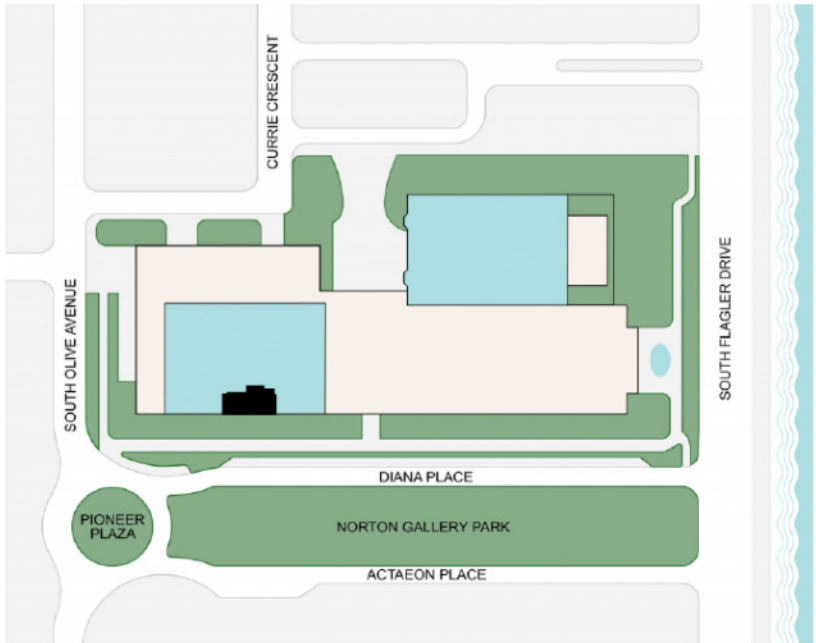 CURRIE CRESCENT
SOUTH OLIVE AVENUE
SOUTH FLAGLER DRIVE
DIANA PLACE
PIONEER
PLAZA
NORTON GALLERY PARK
ACTAEON PLACE